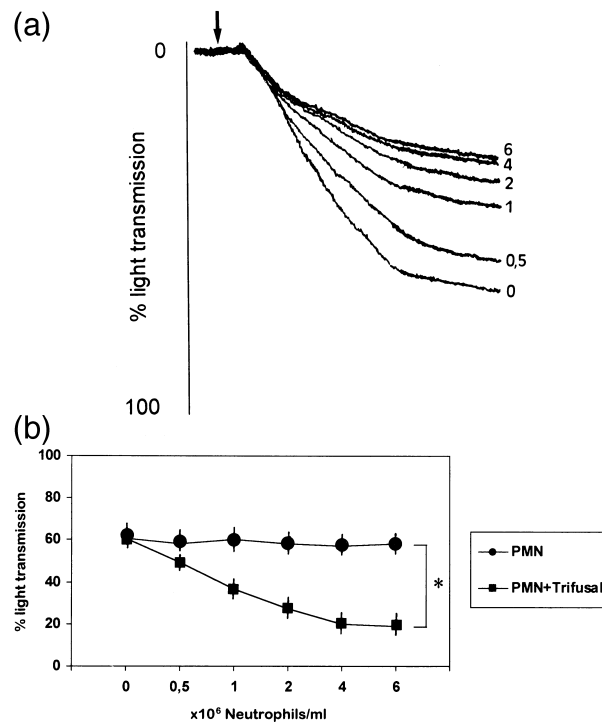 (a)
0
% light transmission
100
6
4
2
1
0,5
0
(b)
100
80
60
40
20
0
% light transmission
0 0,5 1 2 4 6
x10⁶ Neutrophils/ml
*
PMN
PMN+Trifusal